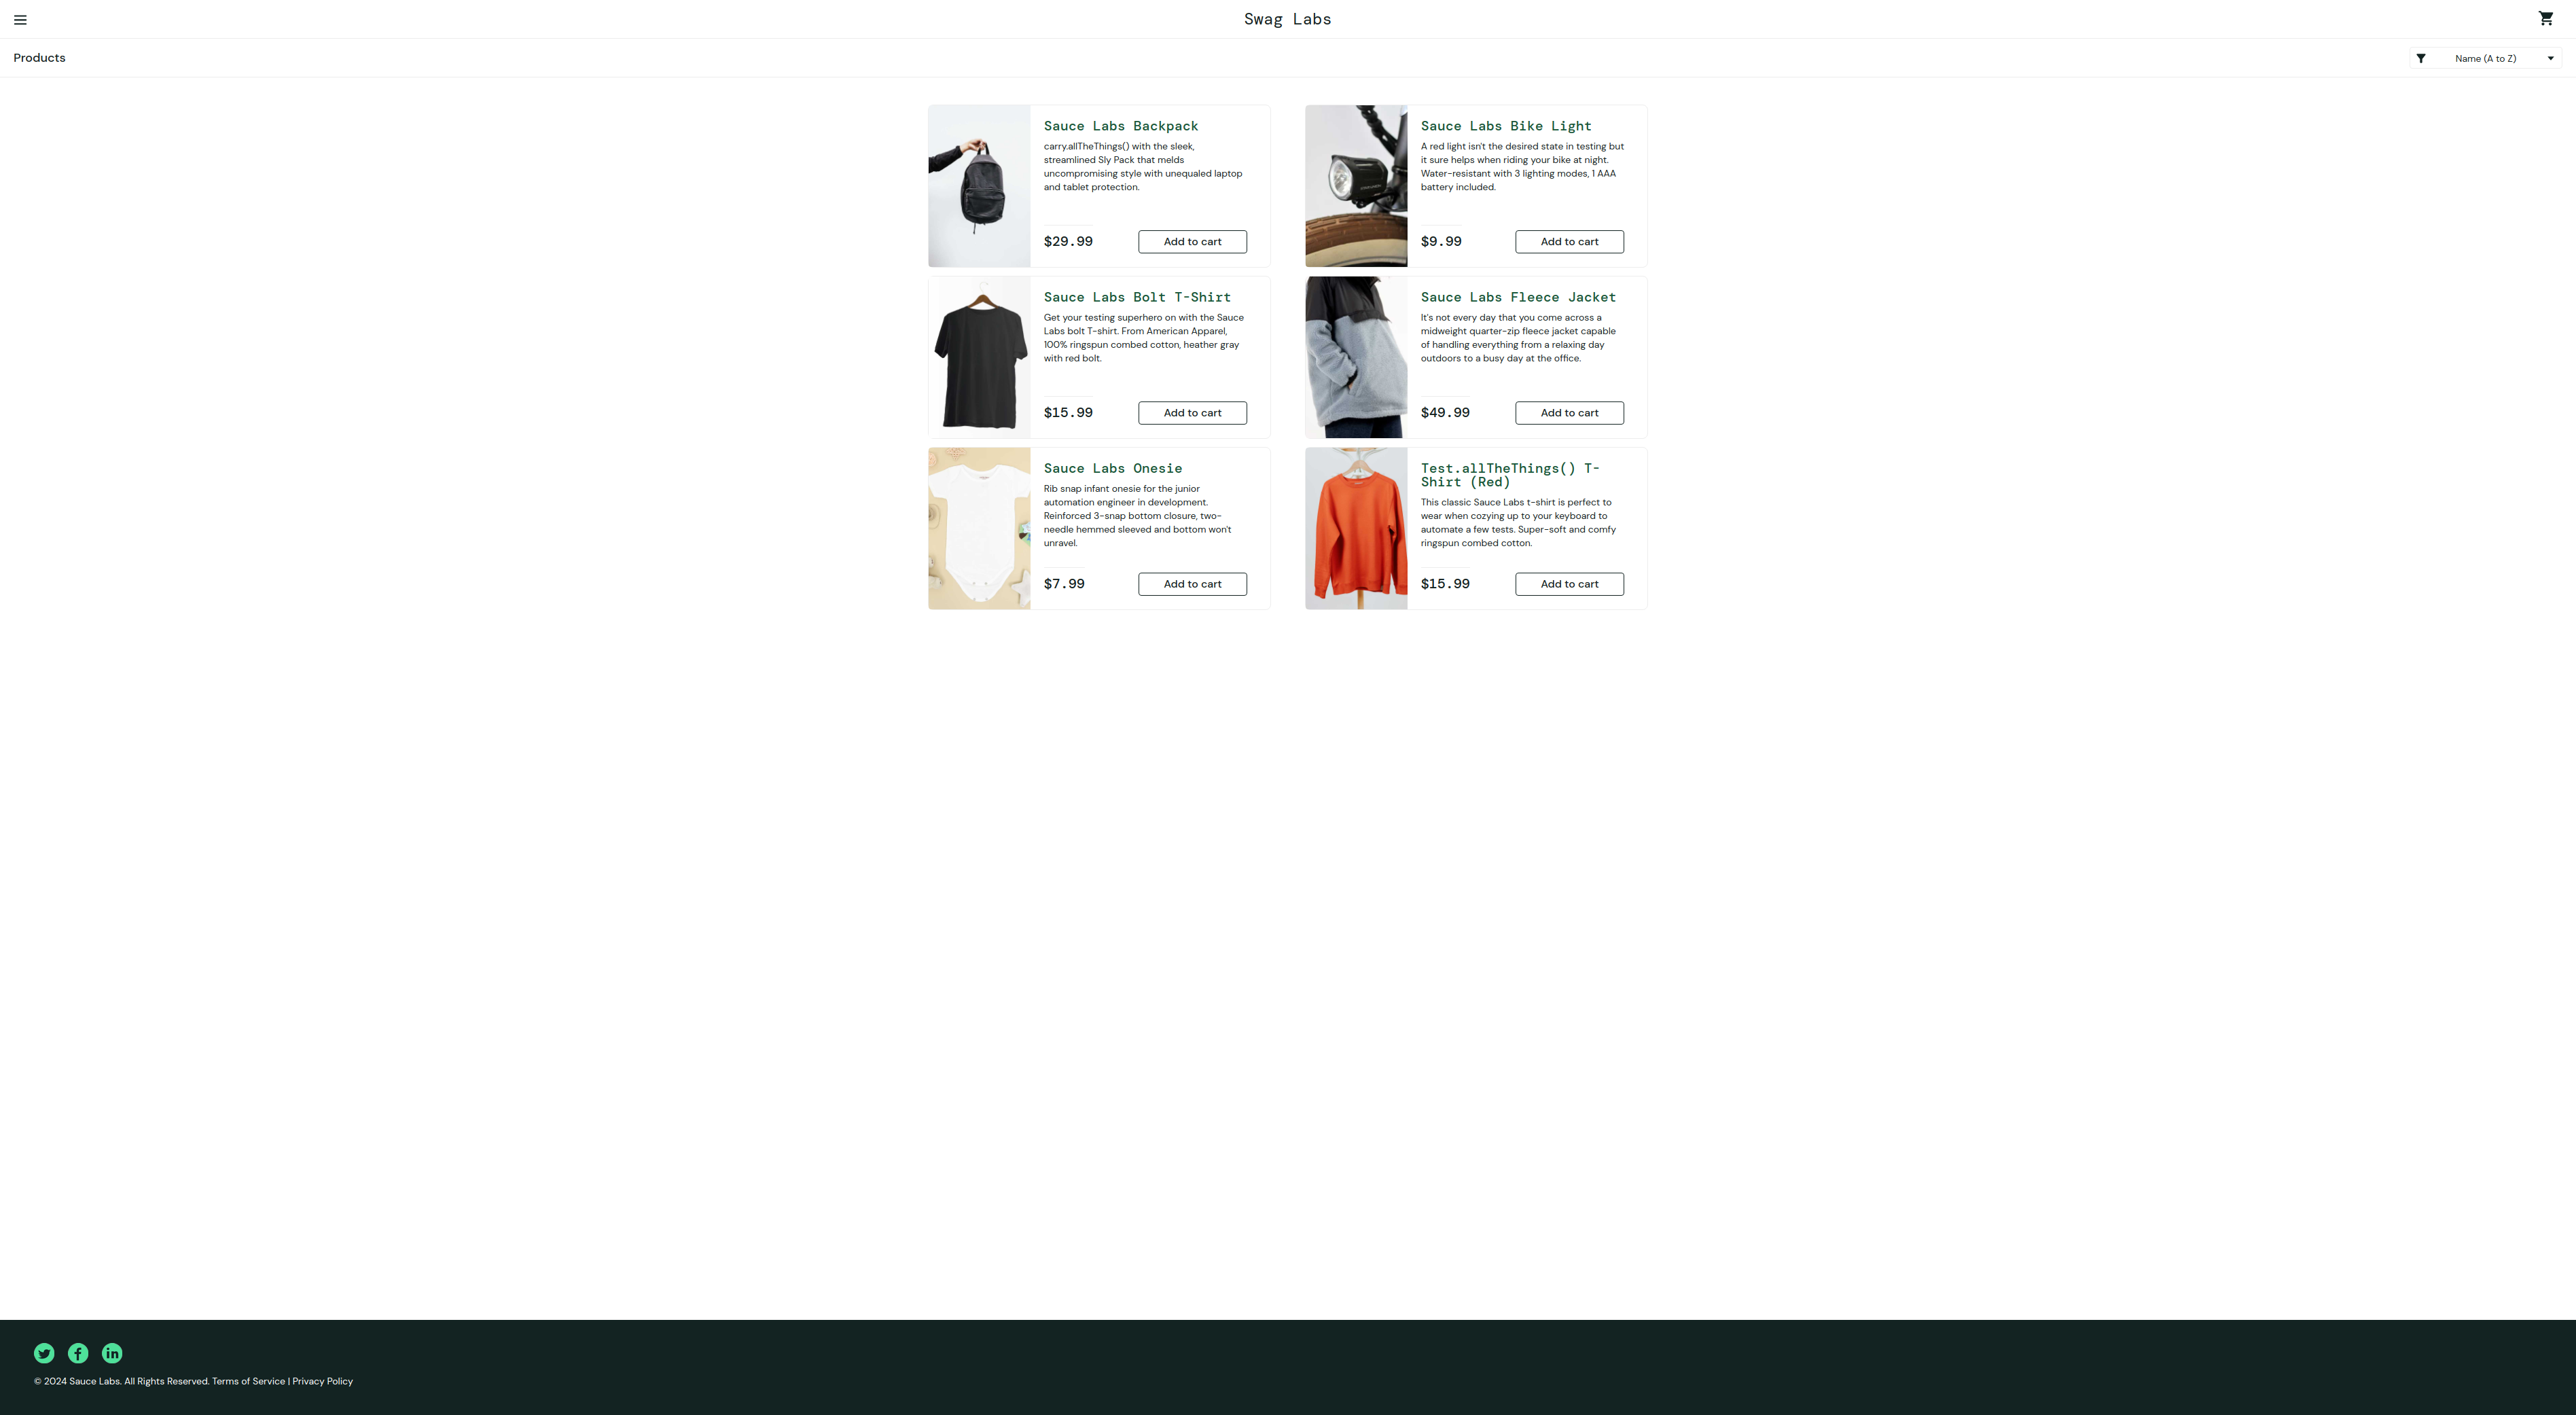 Swag Labs
Products
Name (A to Z)
Sauce Labs Backpack
carry.allTheThings() with the sleek,
streamlined Sly Pack that melds
uncompromising style with unequaled laptop
and tablet protection.
$29.99
Add to cart
Sauce Labs Bike Light
A red light isn't the desired state in testing but
it sure helps when riding your bike at night.
Water-resistant with 3 lighting modes, 1 AAA
battery included.
$9.99
Add to cart
Sauce Labs Bolt T-Shirt
Get your testing superhero on with the Sauce
Labs bolt T-shirt. From American Apparel,
100% ringspun combed cotton, heather gray
with red bolt.
$15.99
Add to cart
Sauce Labs Fleece Jacket
It's not every day that you come across a
midweight quarter-zip fleece jacket capable
of handling everything from a relaxing day
outdoors to a busy day at the office.
$49.99
Add to cart
Sauce Labs Onesie
Rib snap infant onesie for the junior
automation engineer in development.
Reinforced 3-snap bottom closure, two-
needle hemmed sleeved and bottom won't
unravel.
$7.99
Add to cart
Test.allTheThings() T-
Shirt (Red)
This classic Sauce Labs t-shirt is perfect to
wear when cozying up to your keyboard to
automate a few tests. Super-soft and comfy
ringspun combed cotton.
$15.99
Add to cart
© 2024 Sauce Labs. All Rights Reserved. Terms of Service | Privacy Policy